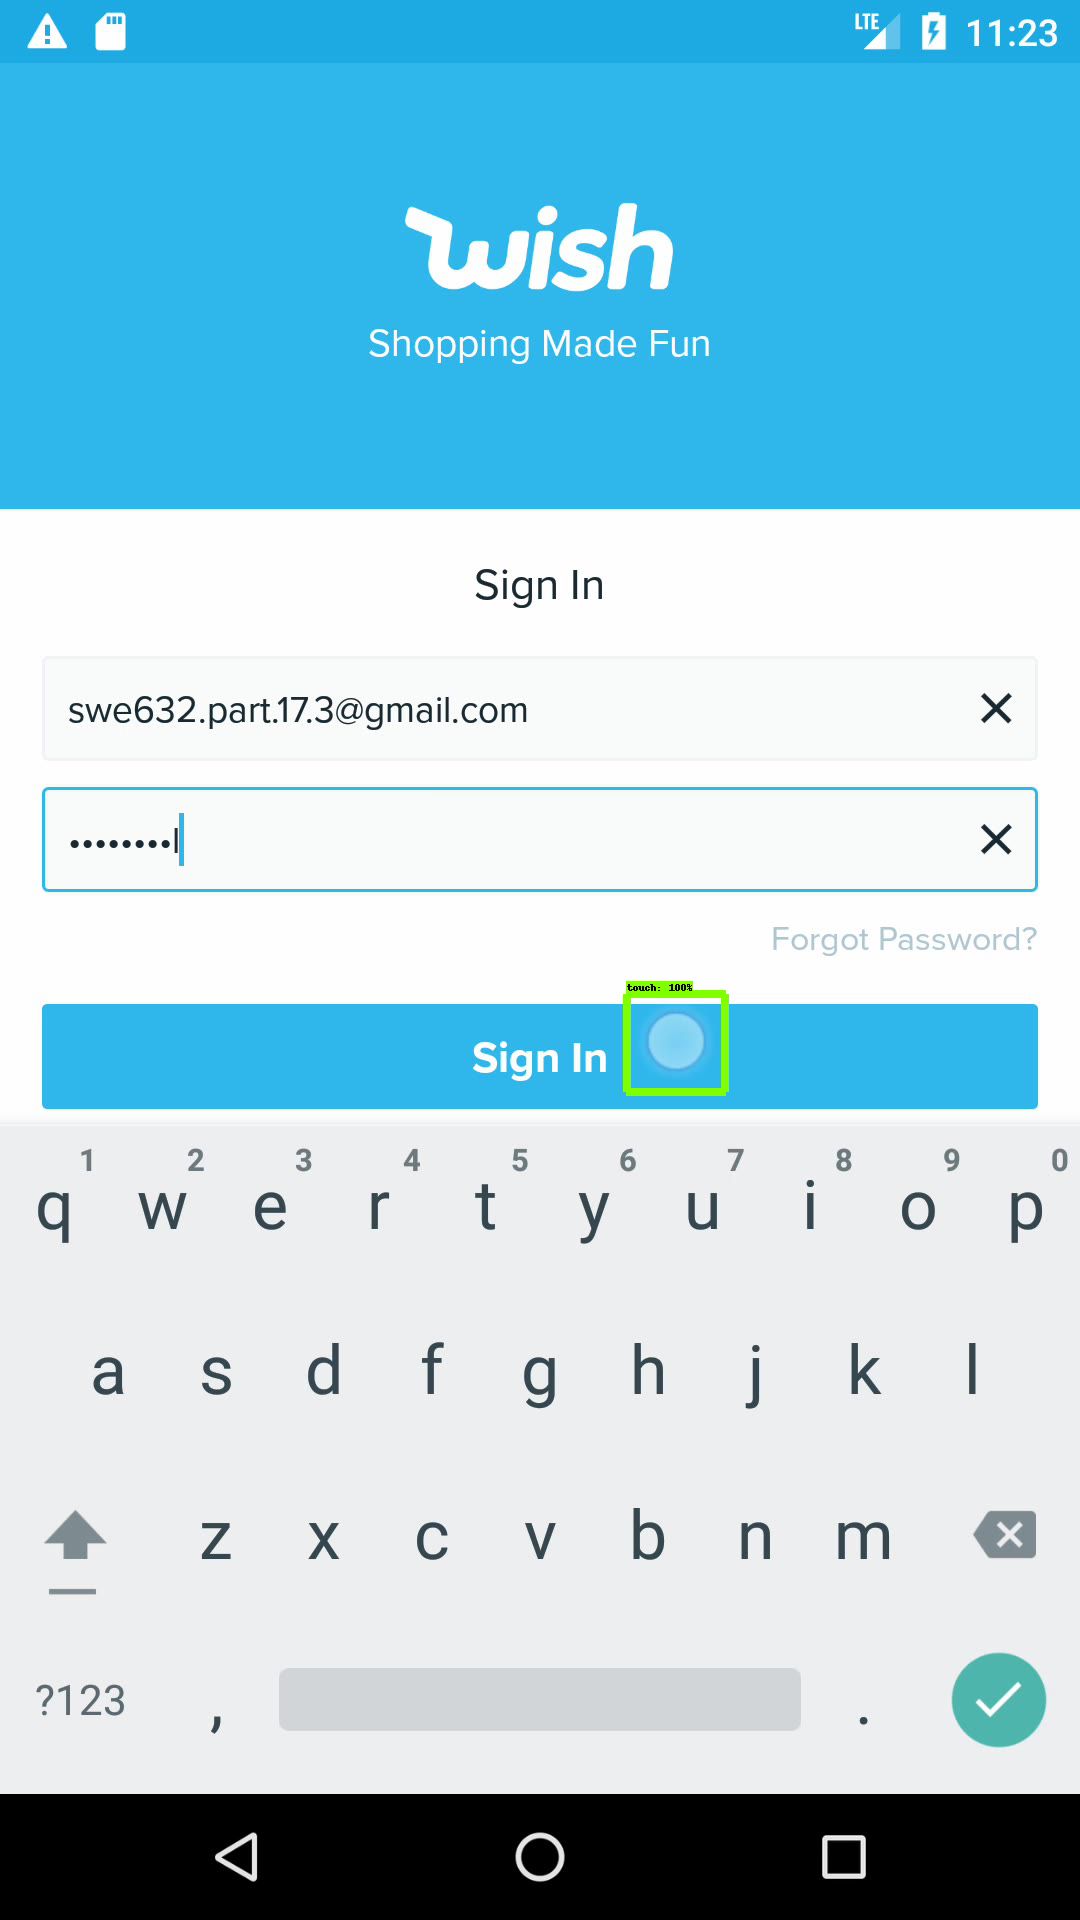 LTE 11:23
wish
Shopping Made Fun
Sign In
swe632.part.17.3@gmail.com
••••••••l
Forgot Password?
touch: 100%
Sign In
1 2 3 4 5 6 7 8 9 0
q w e r t y u i o p
a s d f g h j k l
z x c v b n m
?123 , .